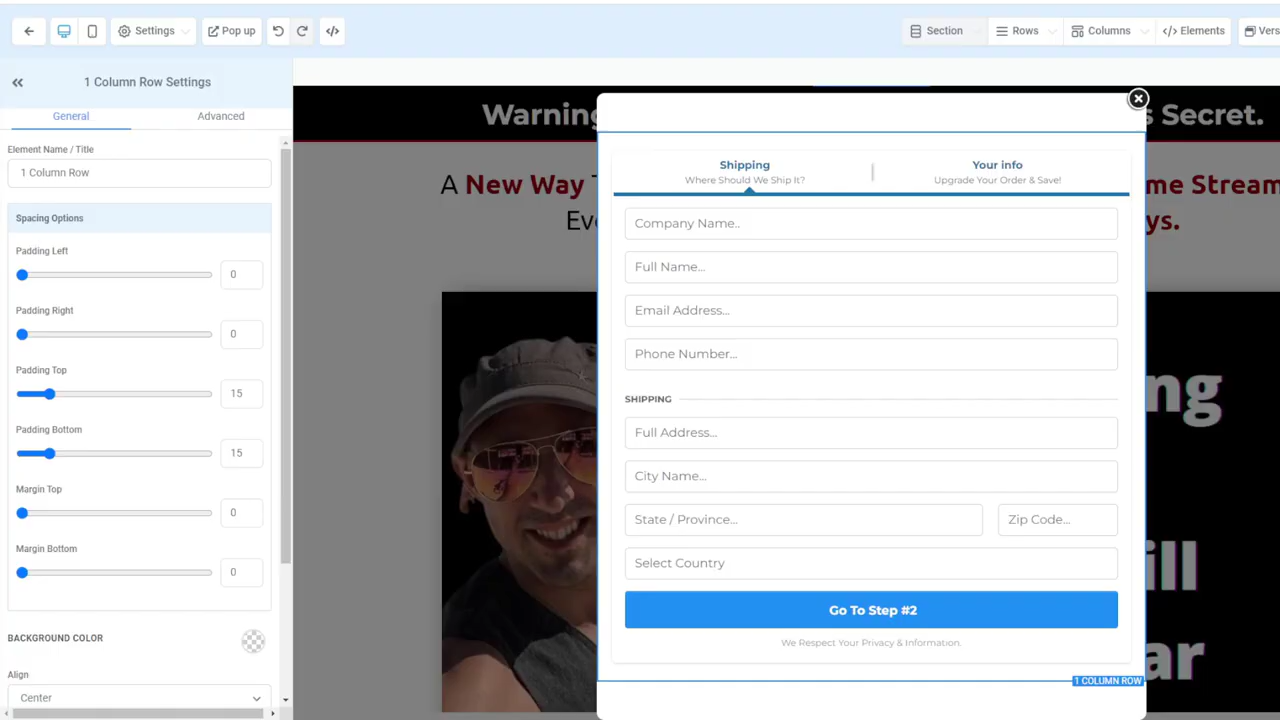 Settings
Pop up
Section
Rows
Columns
</> Elements
1 Column Row Settings
General
Advanced
Element Name / Title
1 Column Row
Spacing Options
Padding Left
0
Padding Right
0
Padding Top
15
Padding Bottom
15
Margin Top
0
Margin Bottom
0
BACKGROUND COLOR
Align
Center
Warning
s Secret.
A New Way
me Stream
Eve
ys.
ng
ill
ar
Shipping
Where Should We Ship It?
Your info
Upgrade Your Order & Save!
Company Name..
Full Name...
Email Address...
Phone Number...
SHIPPING
Full Address...
City Name...
State / Province...
Zip Code...
Select Country
Go To Step #2
We Respect Your Privacy & Information.
1 COLUMN ROW